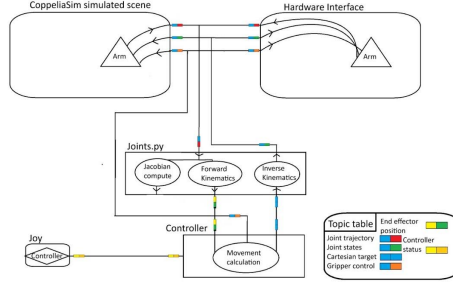 CoppeliaSim simulated scene
Hardware Interface
Arm
Arm
Joints.py
Jacobian
compute
Forward
Kinematics
Inverse
Kinematics
Controller
Movement
calculation
Joy
Controller
Topic table
End effector
position
Joint trajectory
Controller
Joint states
status
Cartesian target
Gripper control